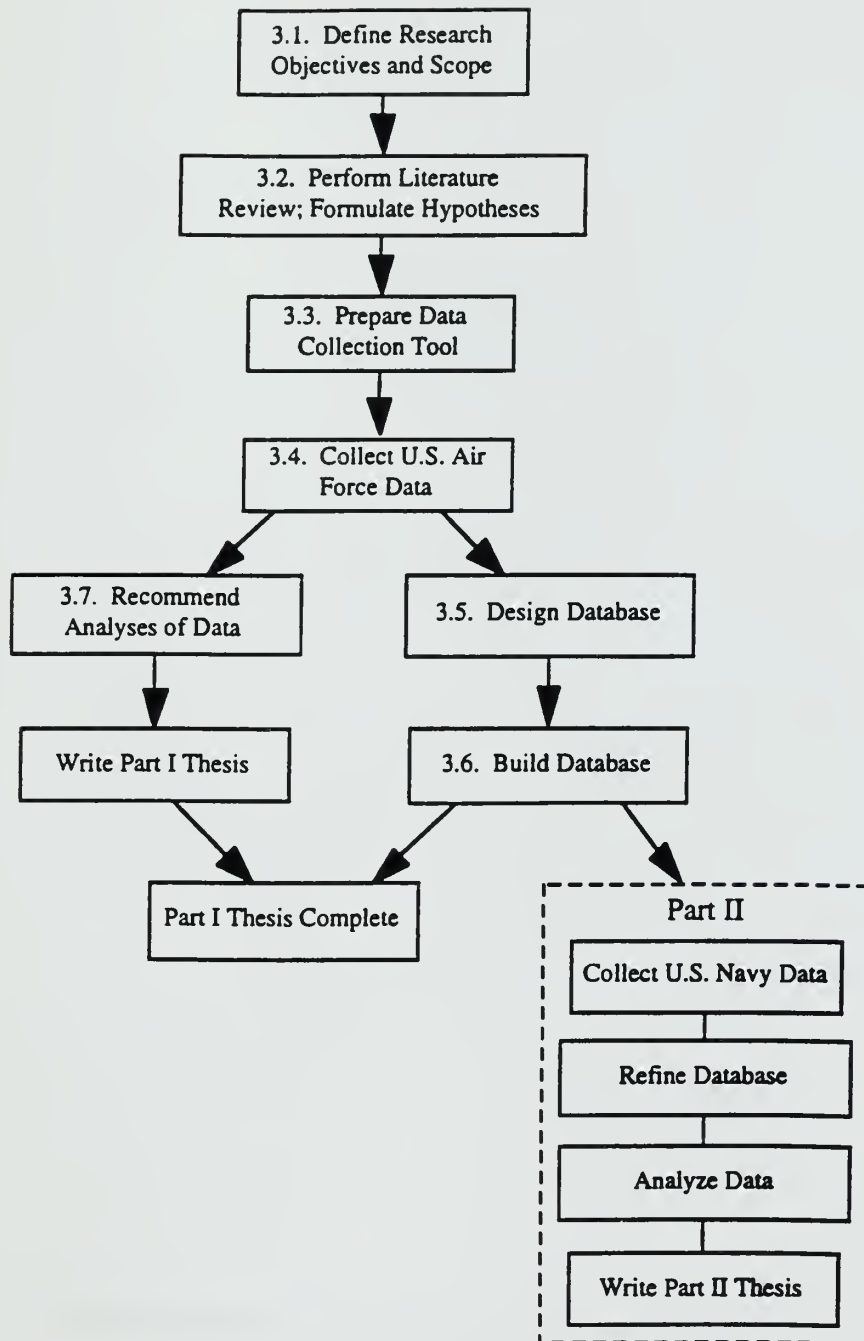 3.1. Define Research
Objectives and Scope
3.2. Perform Literature
Review; Formulate Hypotheses
3.3. Prepare Data
Collection Tool
3.4. Collect U.S. Air
Force Data
3.7. Recommend
Analyses of Data
3.5. Design Database
Write Part I Thesis
3.6. Build Database
Part I Thesis Complete
Part II
Collect U.S. Navy Data
Refine Database
Analyze Data
Write Part II Thesis